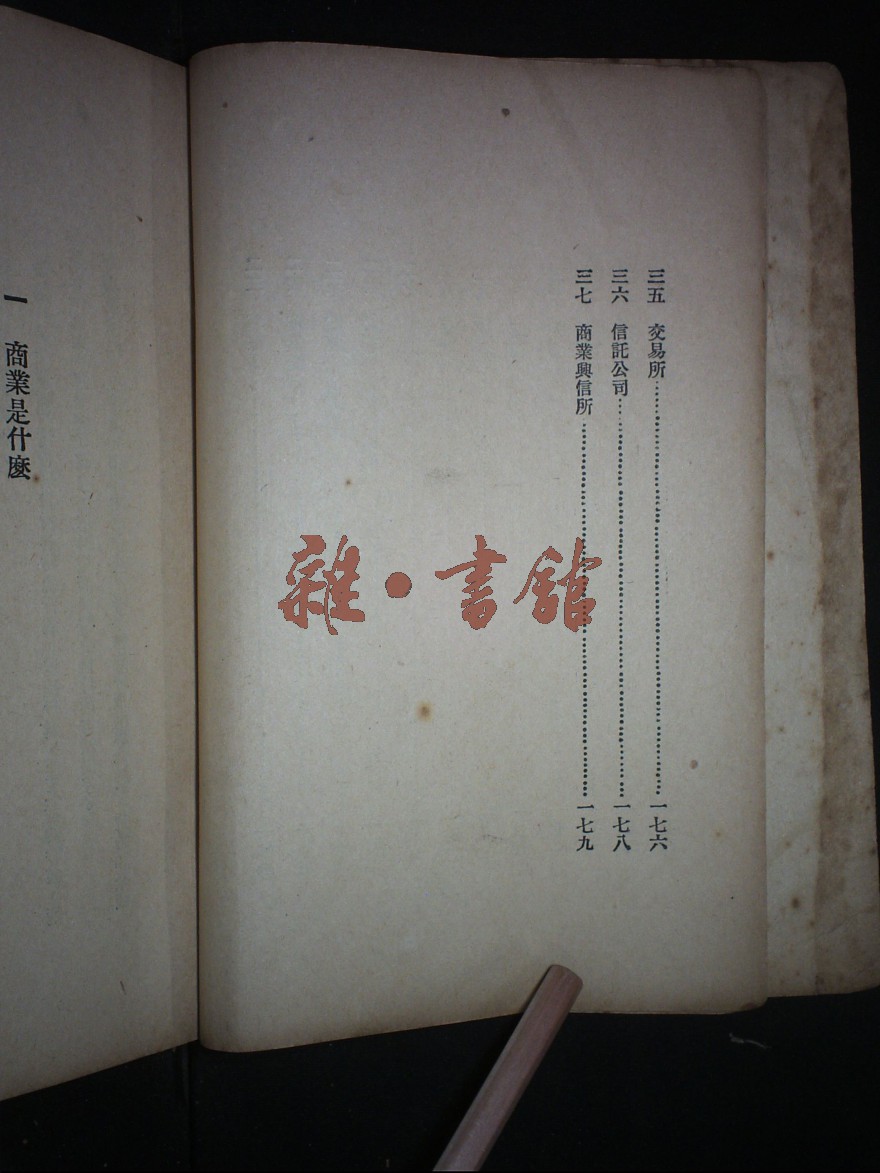 三五 交易所……一七六
三六 信託公司……一七八
三七 商業興信所……一七九
一 商業是什麼
雜·書館